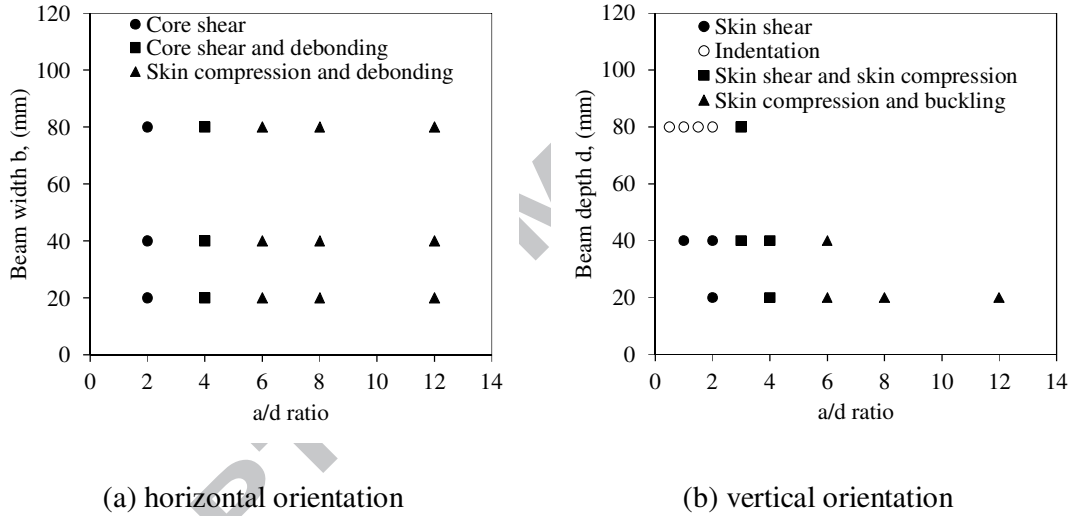 120
100
80
60
40
20
0
Beam width b, (mm)
Core shear
Core shear and debonding
Skin compression and debonding
0 2 4 6 8 10 12 14
a/d ratio
(a) horizontal orientation
120
100
80
60
40
20
0
Beam depth d, (mm)
Skin shear
Indentation
Skin shear and skin compression
Skin compression and buckling
0 2 4 6 8 10 12 14
a/d ratio
(b) vertical orientation